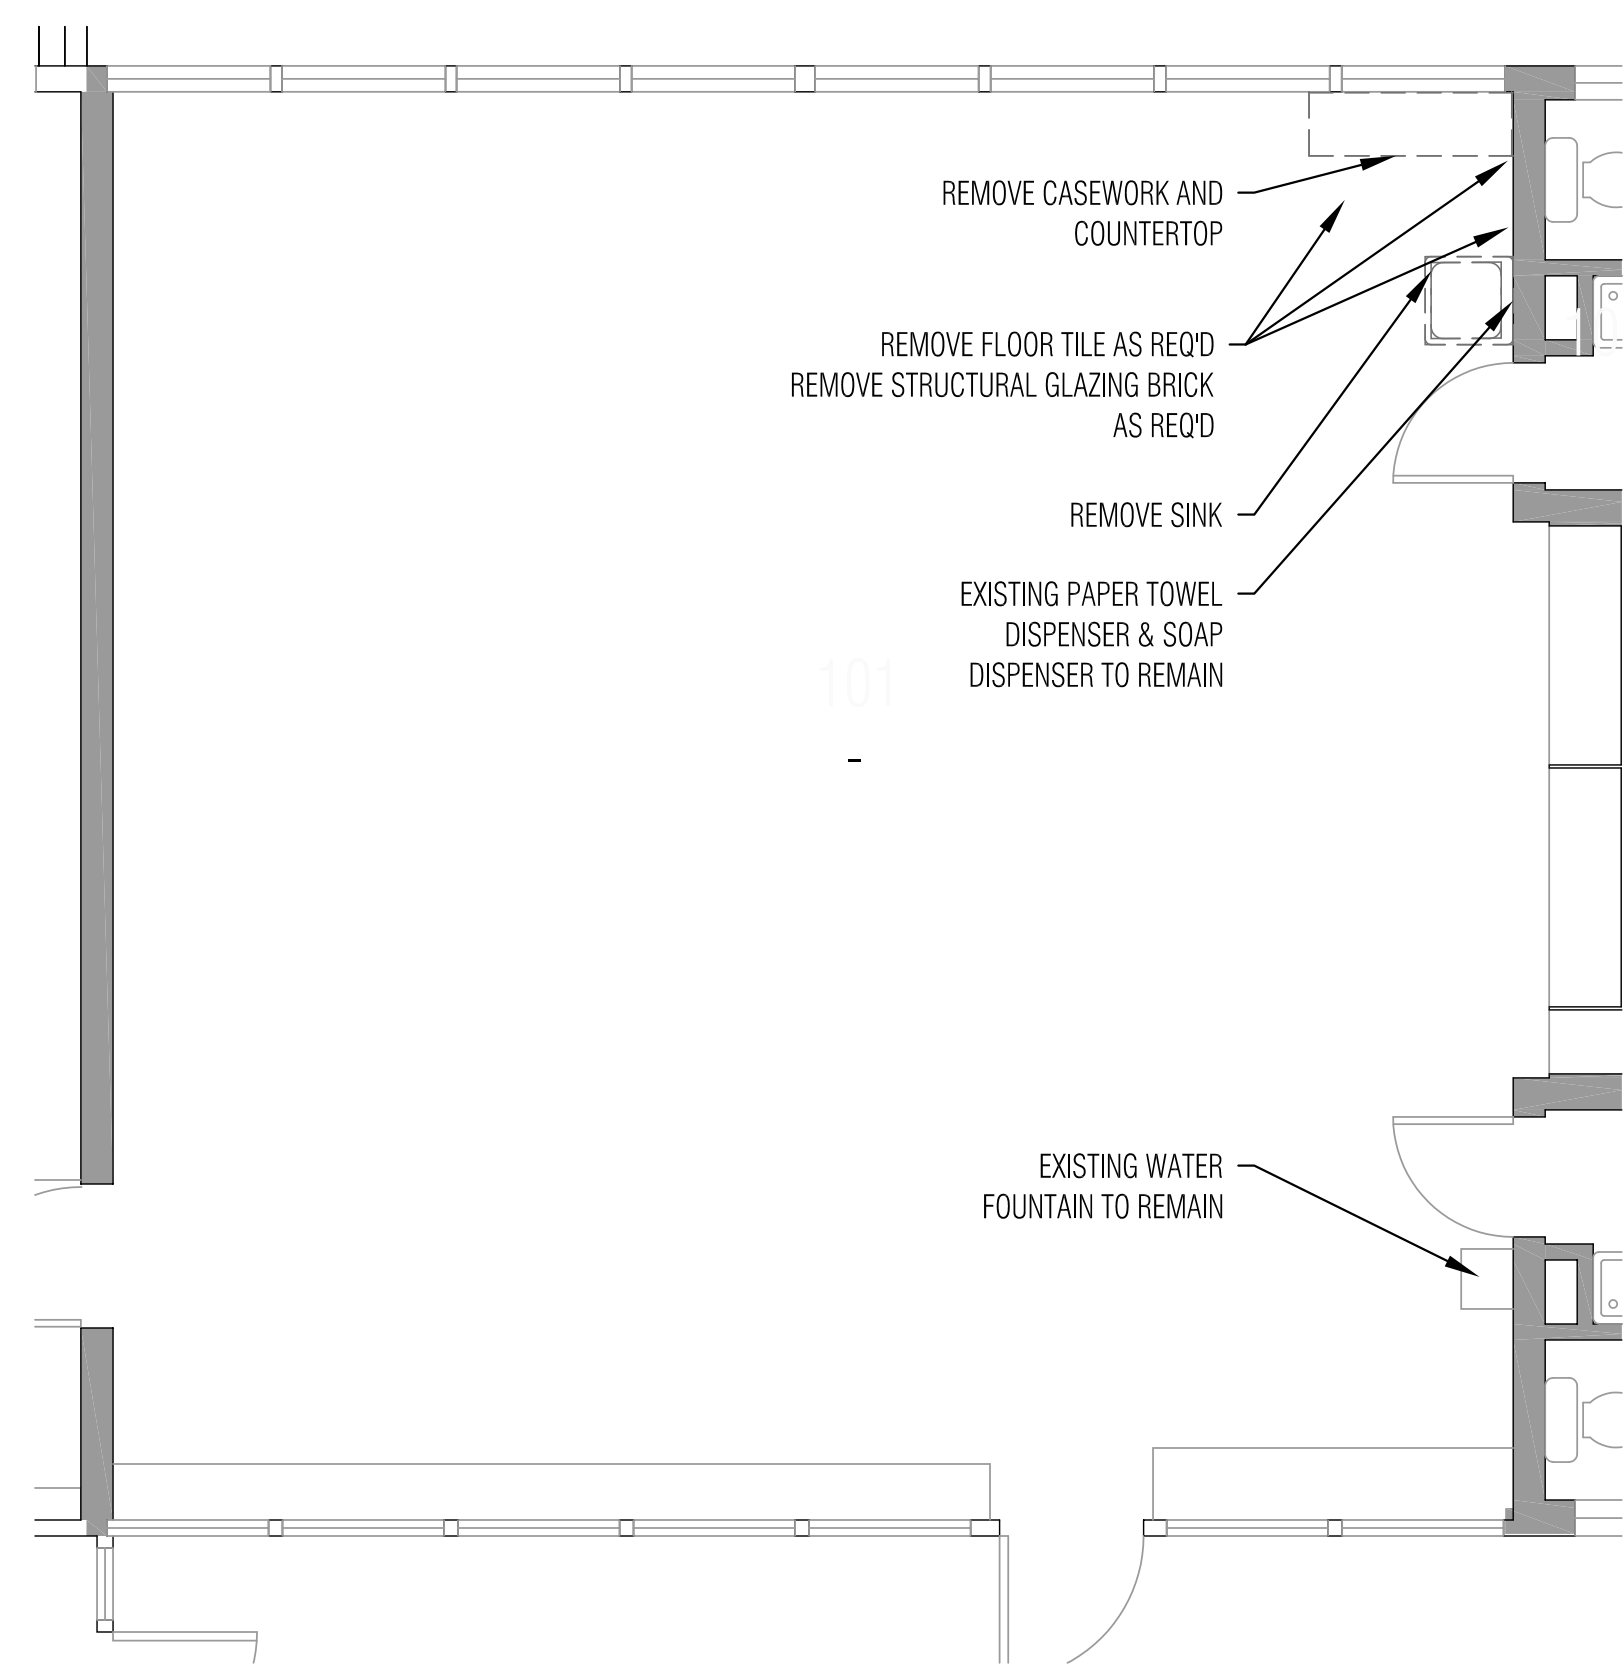 REMOVE CASEWORK AND
COUNTERTOP
REMOVE FLOOR TILE AS REQ'D
REMOVE STRUCTURAL GLAZING BRICK
AS REQ'D
REMOVE SINK
EXISTING PAPER TOWEL
DISPENSER & SOAP
DISPENSER TO REMAIN
101
-
EXISTING WATER
FOUNTAIN TO REMAIN